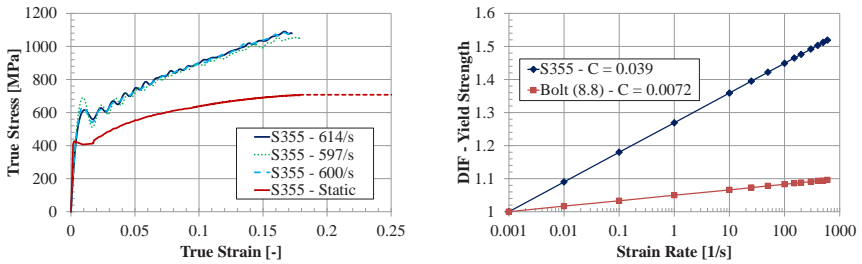 1200
1000
800
600
400
200
0
True Stress [MPa]
S355 - 614/s
S355 - 597/s
S355 - 600/s
S355 - Static
0 0.05 0.1 0.15 0.2 0.25
True Strain [-]
1.6
1.5
1.4
1.3
1.2
1.1
1
DIF - Yield Strength
S355 - C = 0.039
Bolt (8.8) - C = 0.0072
0.001 0.01 0.1 1 10 100 1000
Strain Rate [1/s]